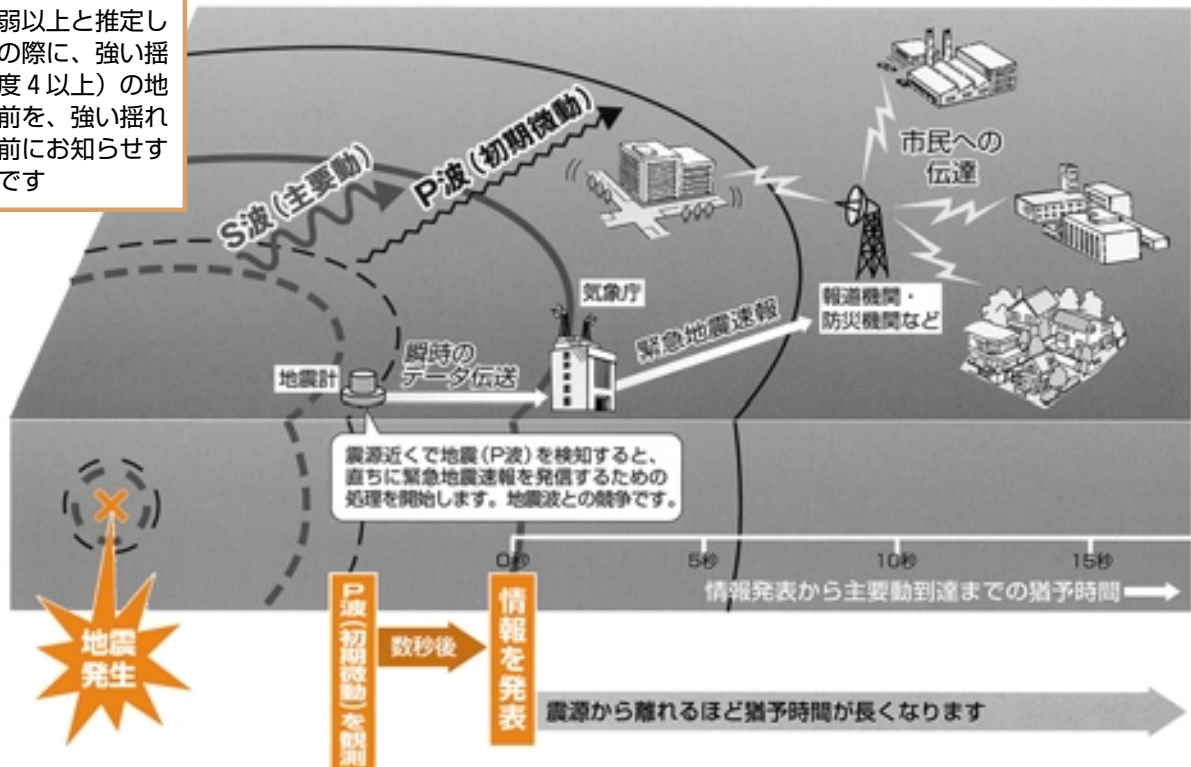 弱以上と推定し
の際に、強い揺
度4以上）の地
前を、強い揺れ
前にお知らせす
です
S波（主要動）
P波（初期微動）
市民への
伝達
気象庁
報道機関・
防災機関など
緊急地震速報
地震計
瞬時の
データ伝送
震源近くで地震（P波）を検知すると、
直ちに緊急地震速報を発信するための
処理を開始します。地震波との競争です。
0秒
5秒
10秒
15秒
情報発表から主要動到達までの猶予時間
地震
発生
P波（初期微動）を観測
数秒後
情報を発表
震源から離れるほど猶予時間が長くなります